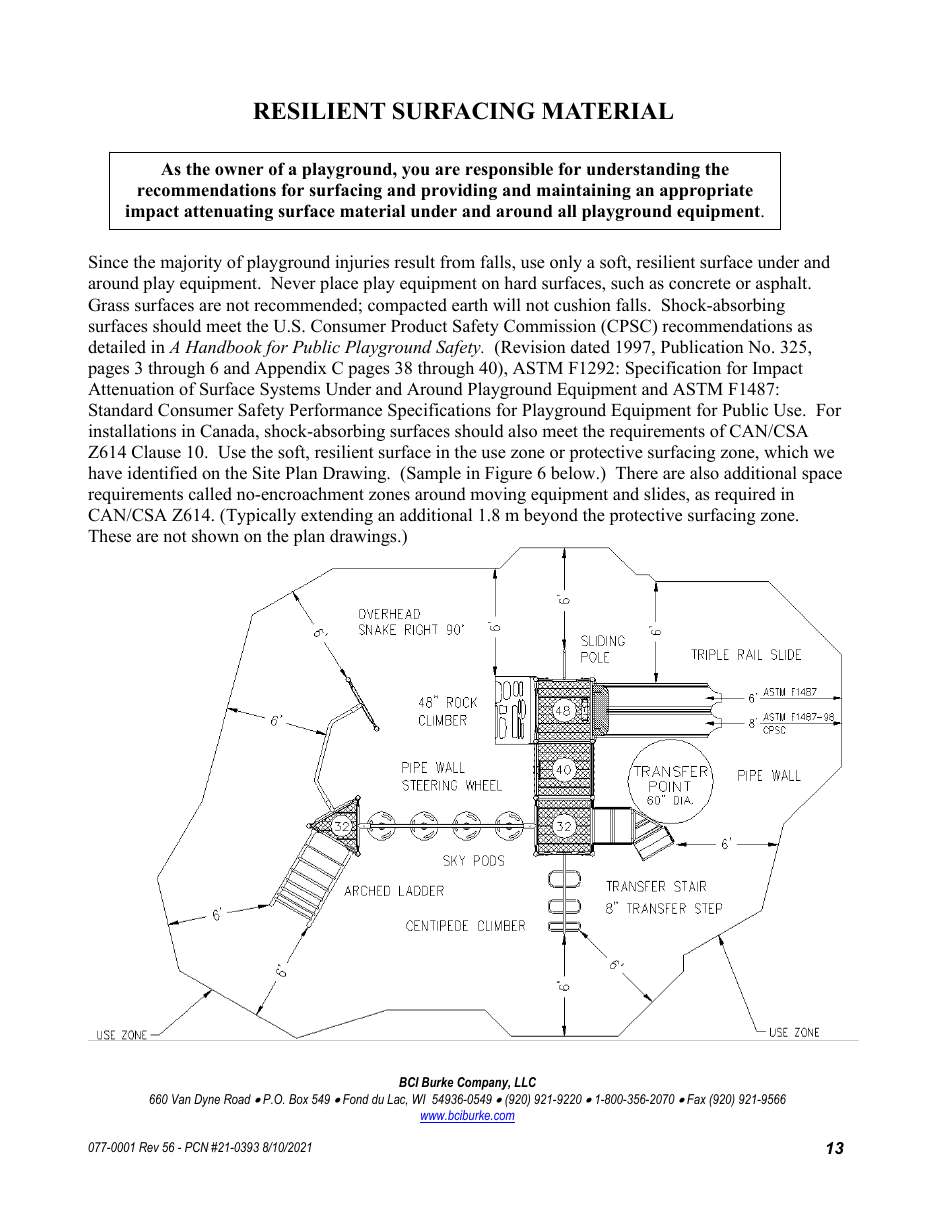 RESILIENT SURFACING MATERIAL
As the owner of a playground, you are responsible for understanding the
recommendations for surfacing and providing and maintaining an appropriate
impact attenuating surface material under and around all playground equipment.
Since the majority of playground injuries result from falls, use only a soft, resilient surface under and
around play equipment.  Never place play equipment on hard surfaces, such as concrete or asphalt.
Grass surfaces are not recommended; compacted earth will not cushion falls.  Shock-absorbing
surfaces should meet the U.S. Consumer Product Safety Commission (CPSC) recommendations as
detailed in A Handbook for Public Playground Safety.  (Revision dated 1997, Publication No. 325,
pages 3 through 6 and Appendix C pages 38 through 40), ASTM F1292: Specification for Impact
Attenuation of Surface Systems Under and Around Playground Equipment and ASTM F1487:
Standard Consumer Safety Performance Specifications for Playground Equipment for Public Use.  For
installations in Canada, shock-absorbing surfaces should also meet the requirements of CAN/CSA
Z614 Clause 10.  Use the soft, resilient surface in the use zone or protective surfacing zone, which we
have identified on the Site Plan Drawing.  (Sample in Figure 6 below.)  There are also additional space
requirements called no-encroachment zones around moving equipment and slides, as required in
CAN/CSA Z614. (Typically extending an additional 1.8 m beyond the protective surfacing zone.
These are not shown on the plan drawings.)
6'
OVERHEAD
SNAKE RIGHT 90'
6'
6'
6'
SLIDING
POLE
TRIPLE RAIL SLIDE
48" ROCK
CLIMBER
48
6' ASTM F1487
8' ASTM F1487-98
CPSC
6'
PIPE WALL
STEERING WHEEL
40
TRANSFER
POINT
60" DIA.
PIPE WALL
32
32
6'
SKY PODS
ARCHED LADDER
TRANSFER STAIR
8" TRANSFER STEP
6'
CENTIPEDE CLIMBER
6'
6'
6'
USE ZONE
USE ZONE
BCI Burke Company, LLC
660 Van Dyne Road • P.O. Box 549 • Fond du Lac, WI  54936-0549 • (920) 921-9220 • 1-800-356-2070 • Fax (920) 921-9566
www.bciburke.com
077-0001 Rev 56 - PCN #21-0393 8/10/2021
13